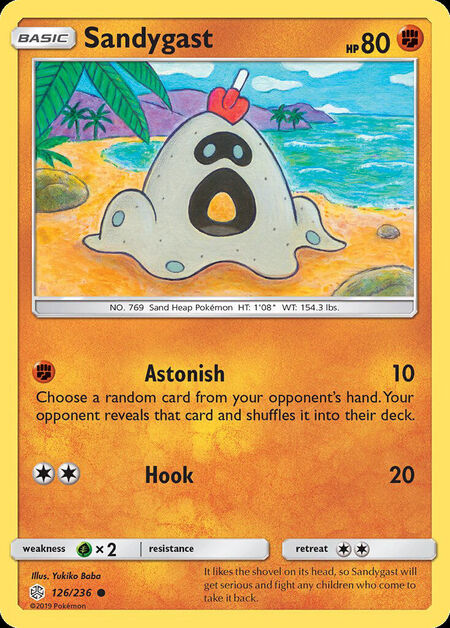 BASIC Sandygast HP 80
NO. 769 Sand Heap Pokémon HT: 1'08" WT: 154.3 lbs.
Astonish 10
Choose a random card from your opponent's hand. Your
opponent reveals that card and shuffles it into their deck.
Hook 20
weakness ×2 resistance retreat
Illus. Yukiko Baba
126/236
©2019 Pokémon
It likes the shovel on its head, so Sandygast will
get serious and fight any children who come to
take it back.